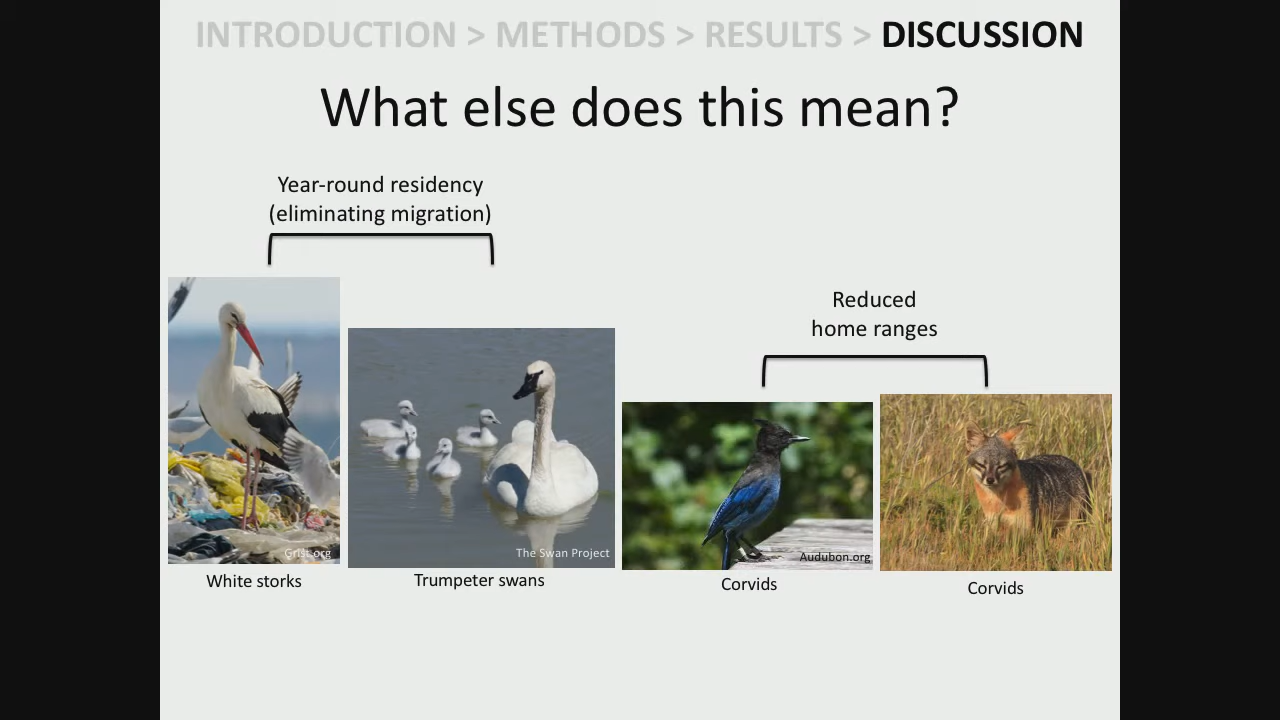 INTRODUCTION > METHODS > RESULTS > DISCUSSION
What else does this mean?
Year-round residency
(eliminating migration)
Reduced
home ranges
Grist.org
The Swan Project
Audubon.org
White storks
Trumpeter swans
Corvids
Corvids